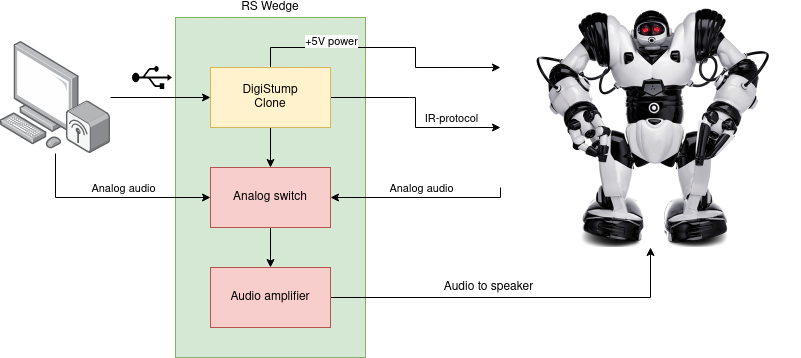 RS Wedge
+5V power
DigiStump
Clone
IR-protocol
Analog audio
Analog switch
Analog audio
Audio amplifier
Audio to speaker